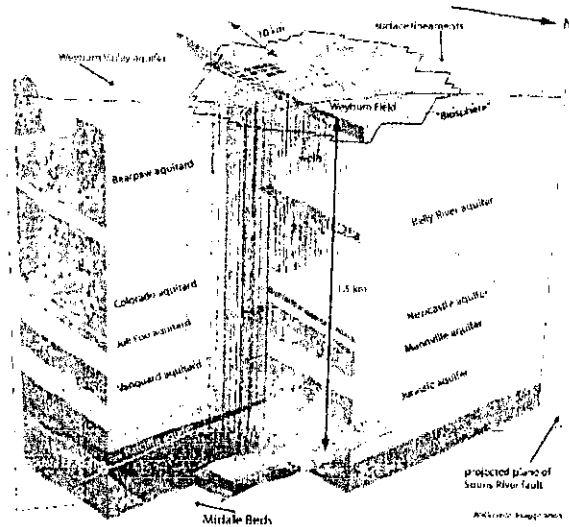 10 km
N
surface lineaments
Weyburn Valley aquifer
Weyburn Field
"Biosphere"
Bearpaw aquitard
Belly River aquifer
1.5 km
Colorado aquitard
Newcastle aquifer
Joli Fou aquitard
Mannville aquifer
Vanguard aquitard
Jurassic aquifer
projected plane of
Souris River fault
Midale Beds